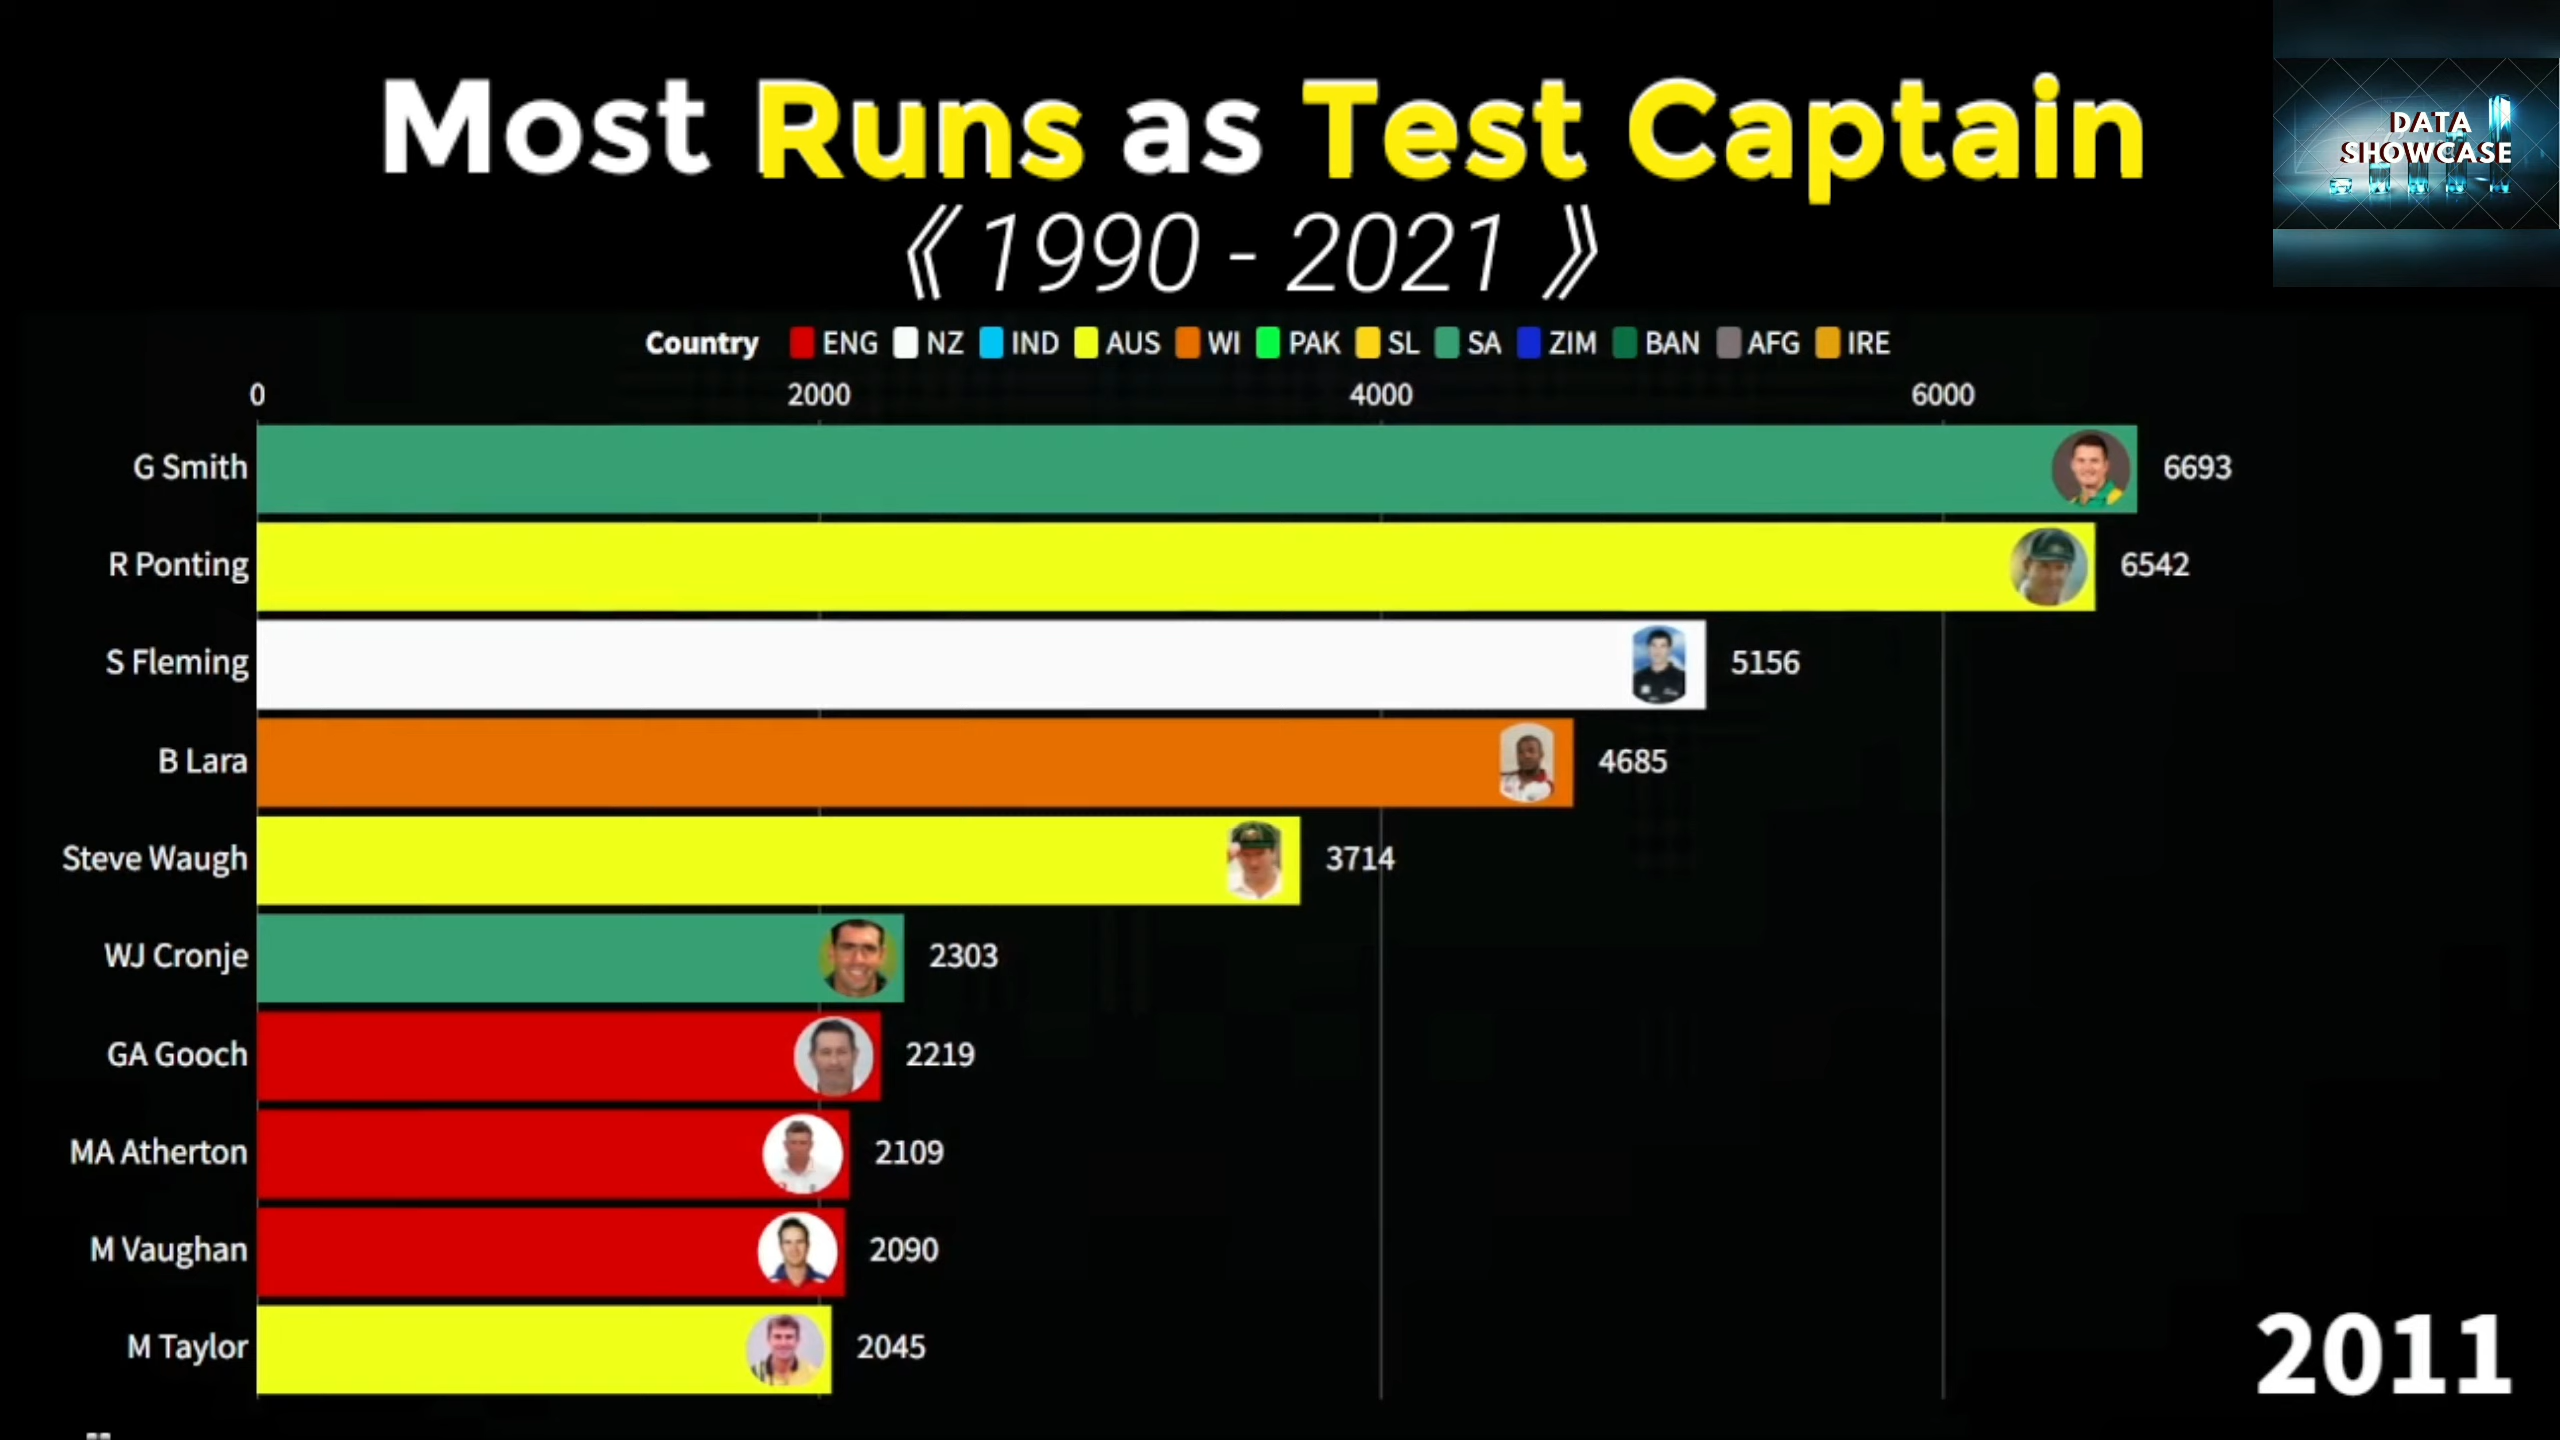 Most Runs as Test Captain
《 1990 - 2021 》
DATA
SHOWCASE
Country ENG NZ IND AUS WI PAK SL SA ZIM BAN AFG IRE
0 2000 4000 6000
G Smith 6693
R Ponting 6542
S Fleming 5156
B Lara 4685
Steve Waugh 3714
WJ Cronje 2303
GA Gooch 2219
MA Atherton 2109
M Vaughan 2090
M Taylor 2045
2011